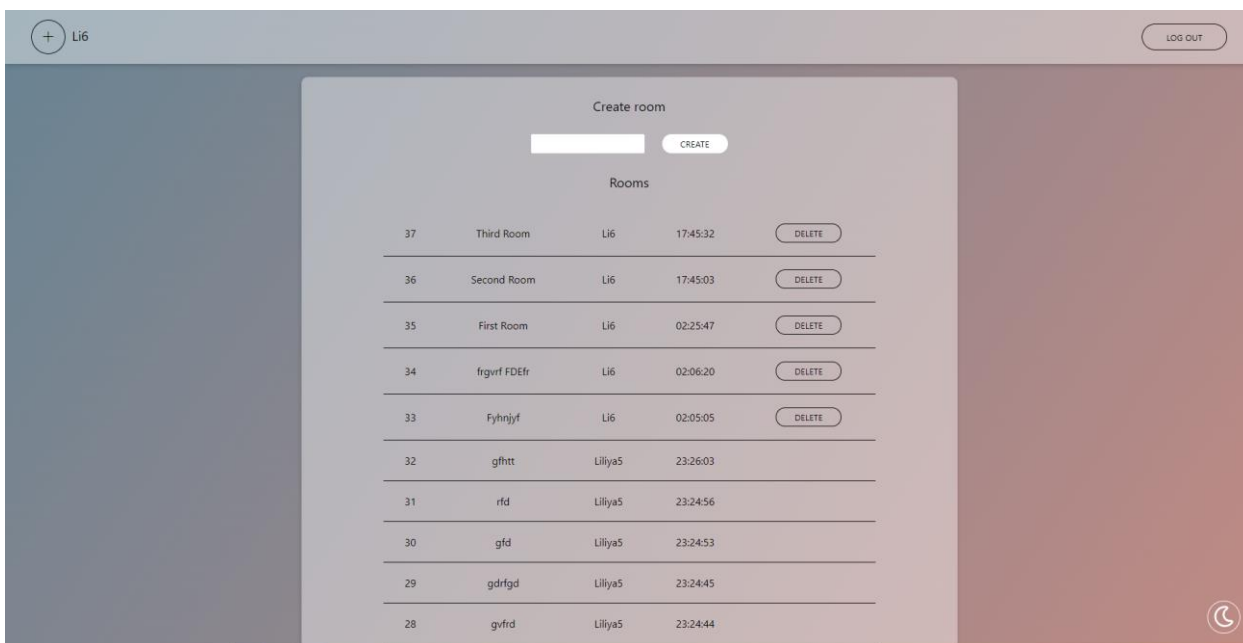 + Li6 LOG OUT
Create room
CREATE
Rooms
37 Third Room Li6 17:45:32 DELETE
36 Second Room Li6 17:45:03 DELETE
35 First Room Li6 02:25:47 DELETE
34 frgvrf FDEfr Li6 02:06:20 DELETE
33 Fyhnjyf Li6 02:05:05 DELETE
32 gfhtt Liliya5 23:26:03
31 rfd Liliya5 23:24:56
30 gfd Liliya5 23:24:53
29 gdrfgd Liliya5 23:24:45
28 gvfrd Liliya5 23:24:44